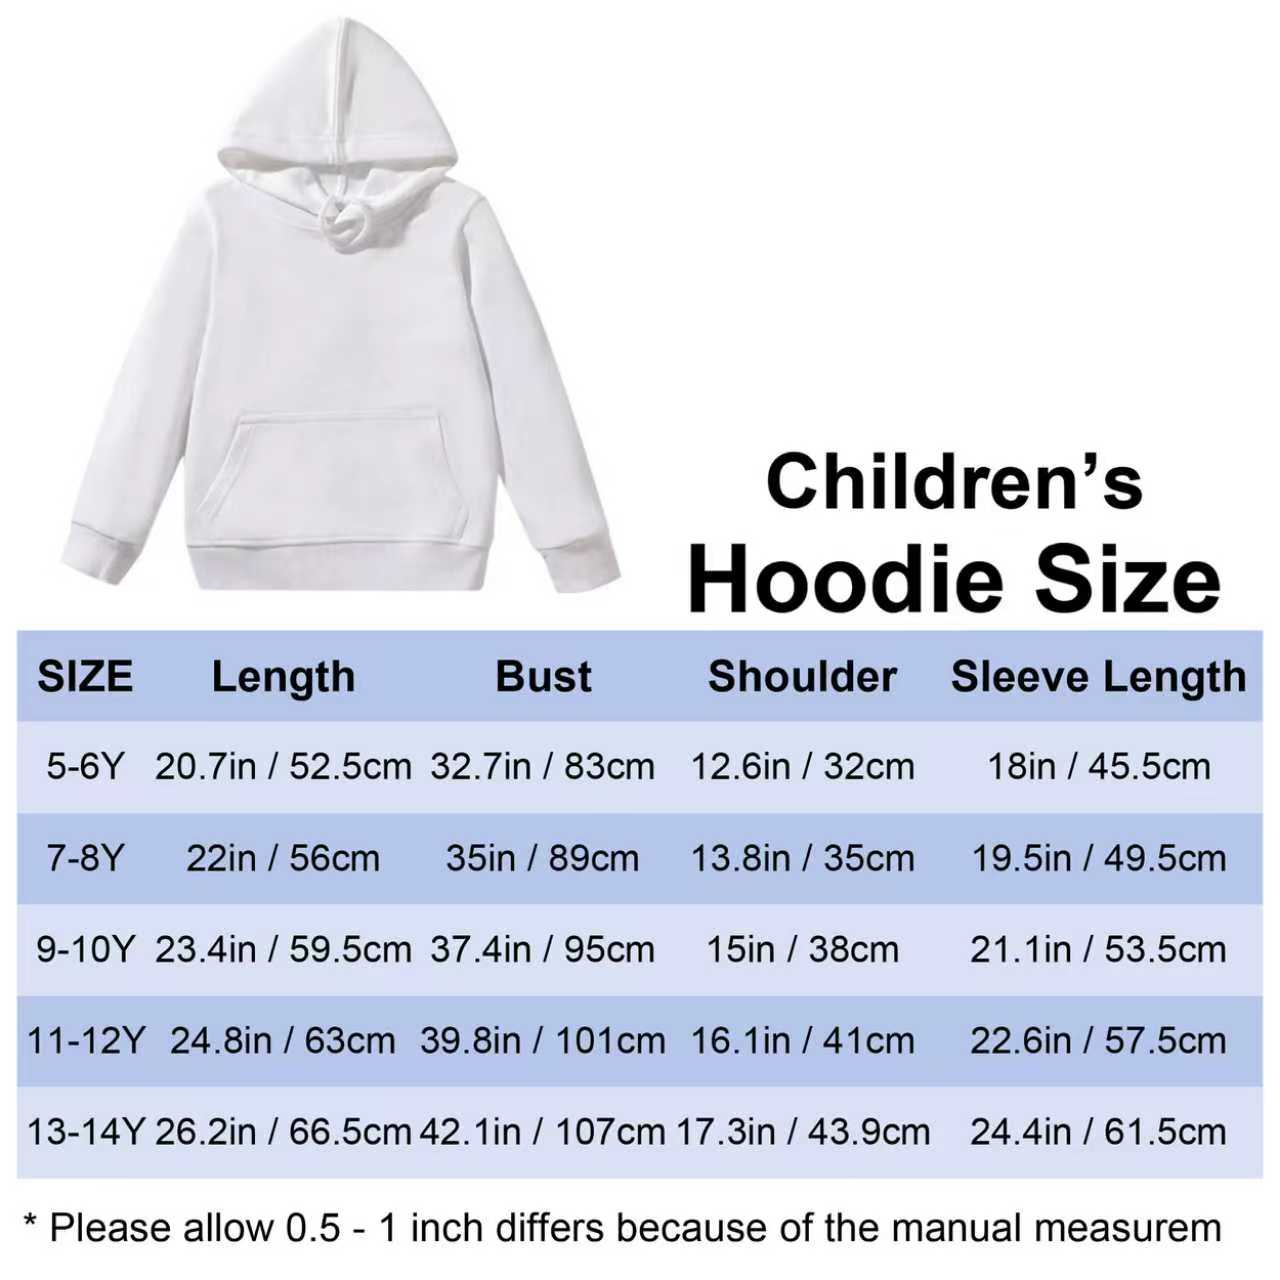 Children’s
Hoodie Size
SIZE Length Bust Shoulder Sleeve Length
5-6Y 20.7in / 52.5cm 32.7in / 83cm 12.6in / 32cm 18in / 45.5cm
7-8Y 22in / 56cm 35in / 89cm 13.8in / 35cm 19.5in / 49.5cm
9-10Y 23.4in / 59.5cm 37.4in / 95cm 15in / 38cm 21.1in / 53.5cm
11-12Y 24.8in / 63cm 39.8in / 101cm 16.1in / 41cm 22.6in / 57.5cm
13-14Y 26.2in / 66.5cm 42.1in / 107cm 17.3in / 43.9cm 24.4in / 61.5cm
* Please allow 0.5 - 1 inch differs because of the manual measurem